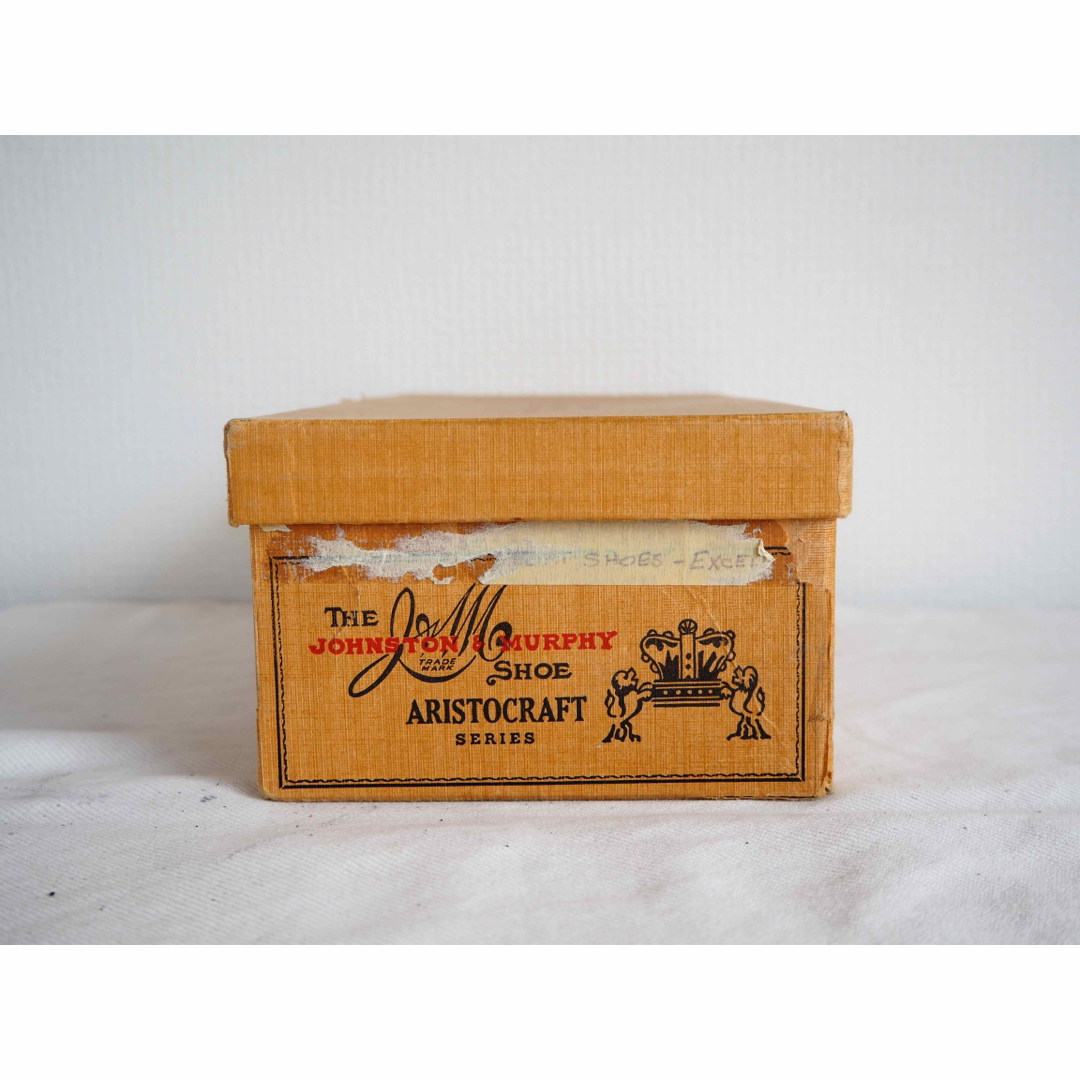 SHOES - EXCEL
THE J&M
JOHNSTON & MURPHY
TRADE
MARK
SHOE
ARISTOCRAFT
SERIES